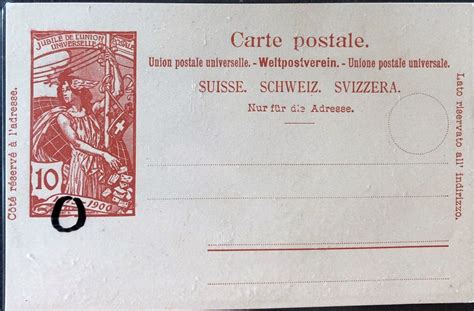 JUBILÉ DE L'UNION
UNIVERSELLE
10
1900
Carte postale.
Union postale universelle. - Weltpostverein. - Unione postale universale.
SUISSE. SCHWEIZ. SVIZZERA.
Nur für die Adresse.
Côté réservé à l'adresse.
Lato riservato all' indirizzo.
O